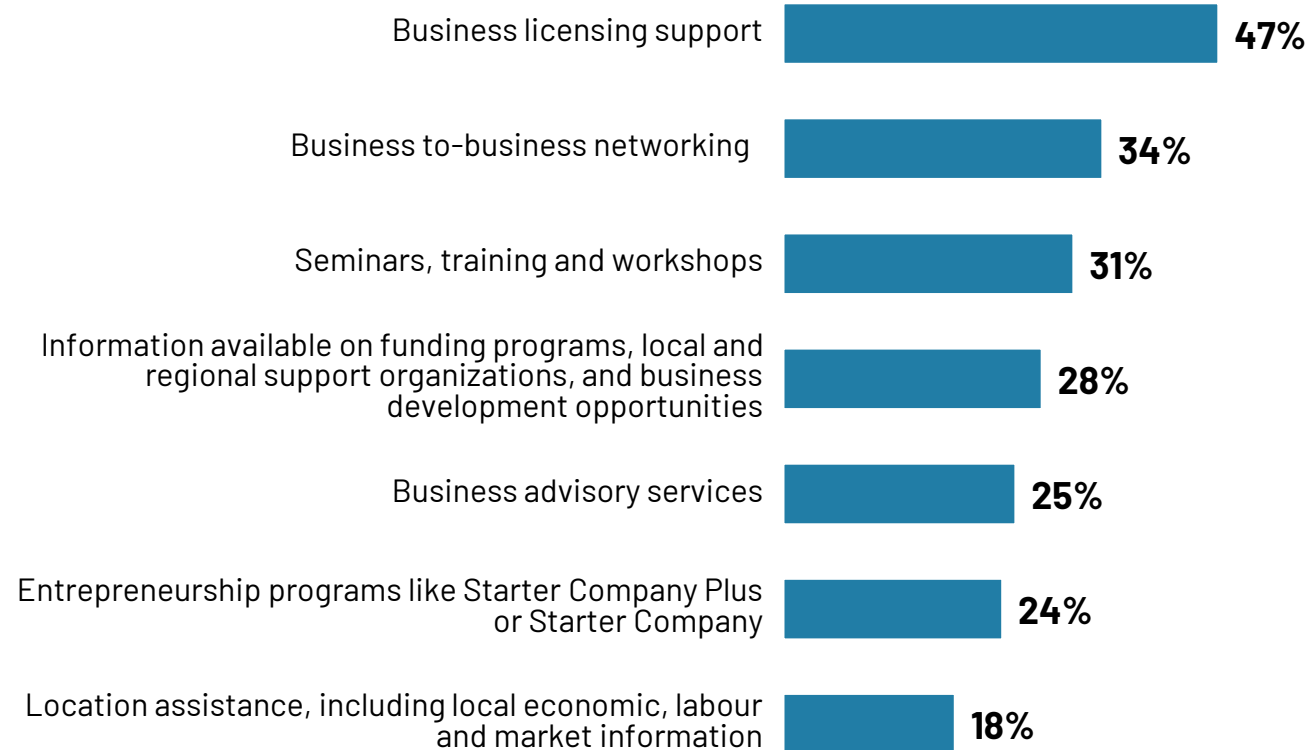 Business licensing support
47%
Business to-business networking
34%
Seminars, training and workshops
31%
Information available on funding programs, local and
regional support organizations, and business
development opportunities
28%
Business advisory services
25%
Entrepreneurship programs like Starter Company Plus
or Starter Company
24%
Location assistance, including local economic, labour
and market information
18%